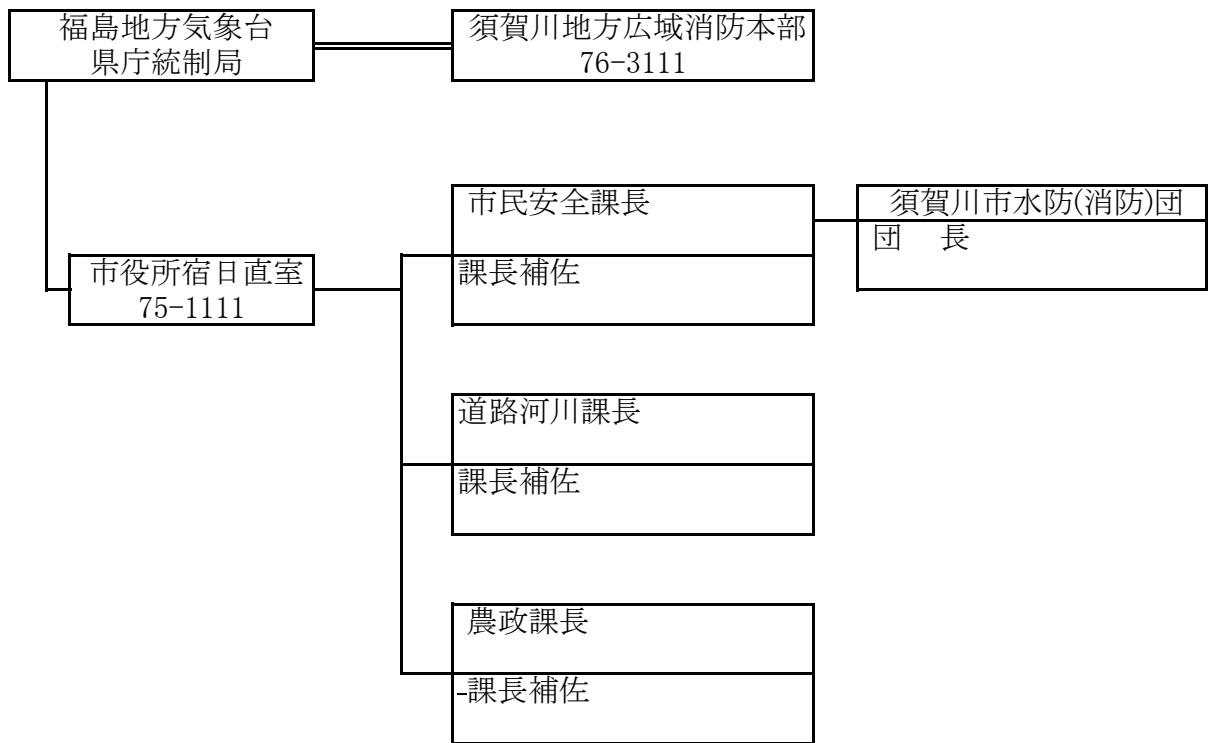 福島地方気象台
県庁統制局
須賀川地方広域消防本部
76-3111
市民安全課長
課長補佐
須賀川市水防(消防)団
団　長
市役所宿日直室
75-1111
道路河川課長
課長補佐
農政課長
-課長補佐